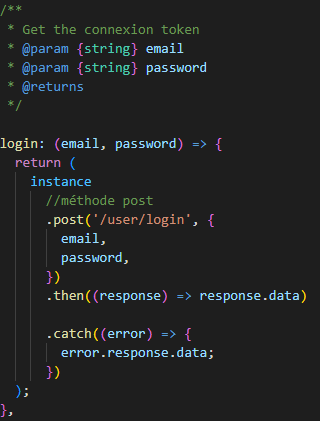 /**
 * Get the connexion token
 * @param {string} email
 * @param {string} password
 * @returns
 */
login: (email, password) => {
  return (
    instance
      //méthode post
      .post('/user/login', {
        email,
        password,
      })
      .then((response) => response.data)
      .catch((error) => {
        error.response.data;
      })
  );
},